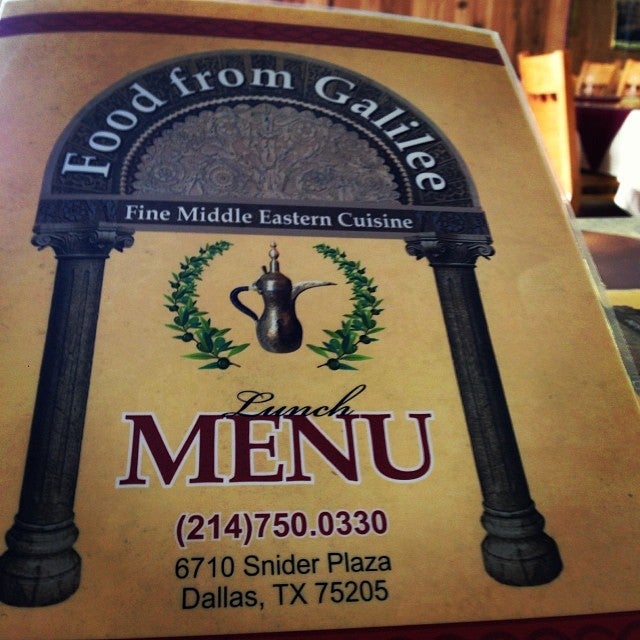 Food from Galilee
Fine Middle Eastern Cuisine
Lunch
MENU
(214)750.0330
6710 Snider Plaza
Dallas, TX 75205